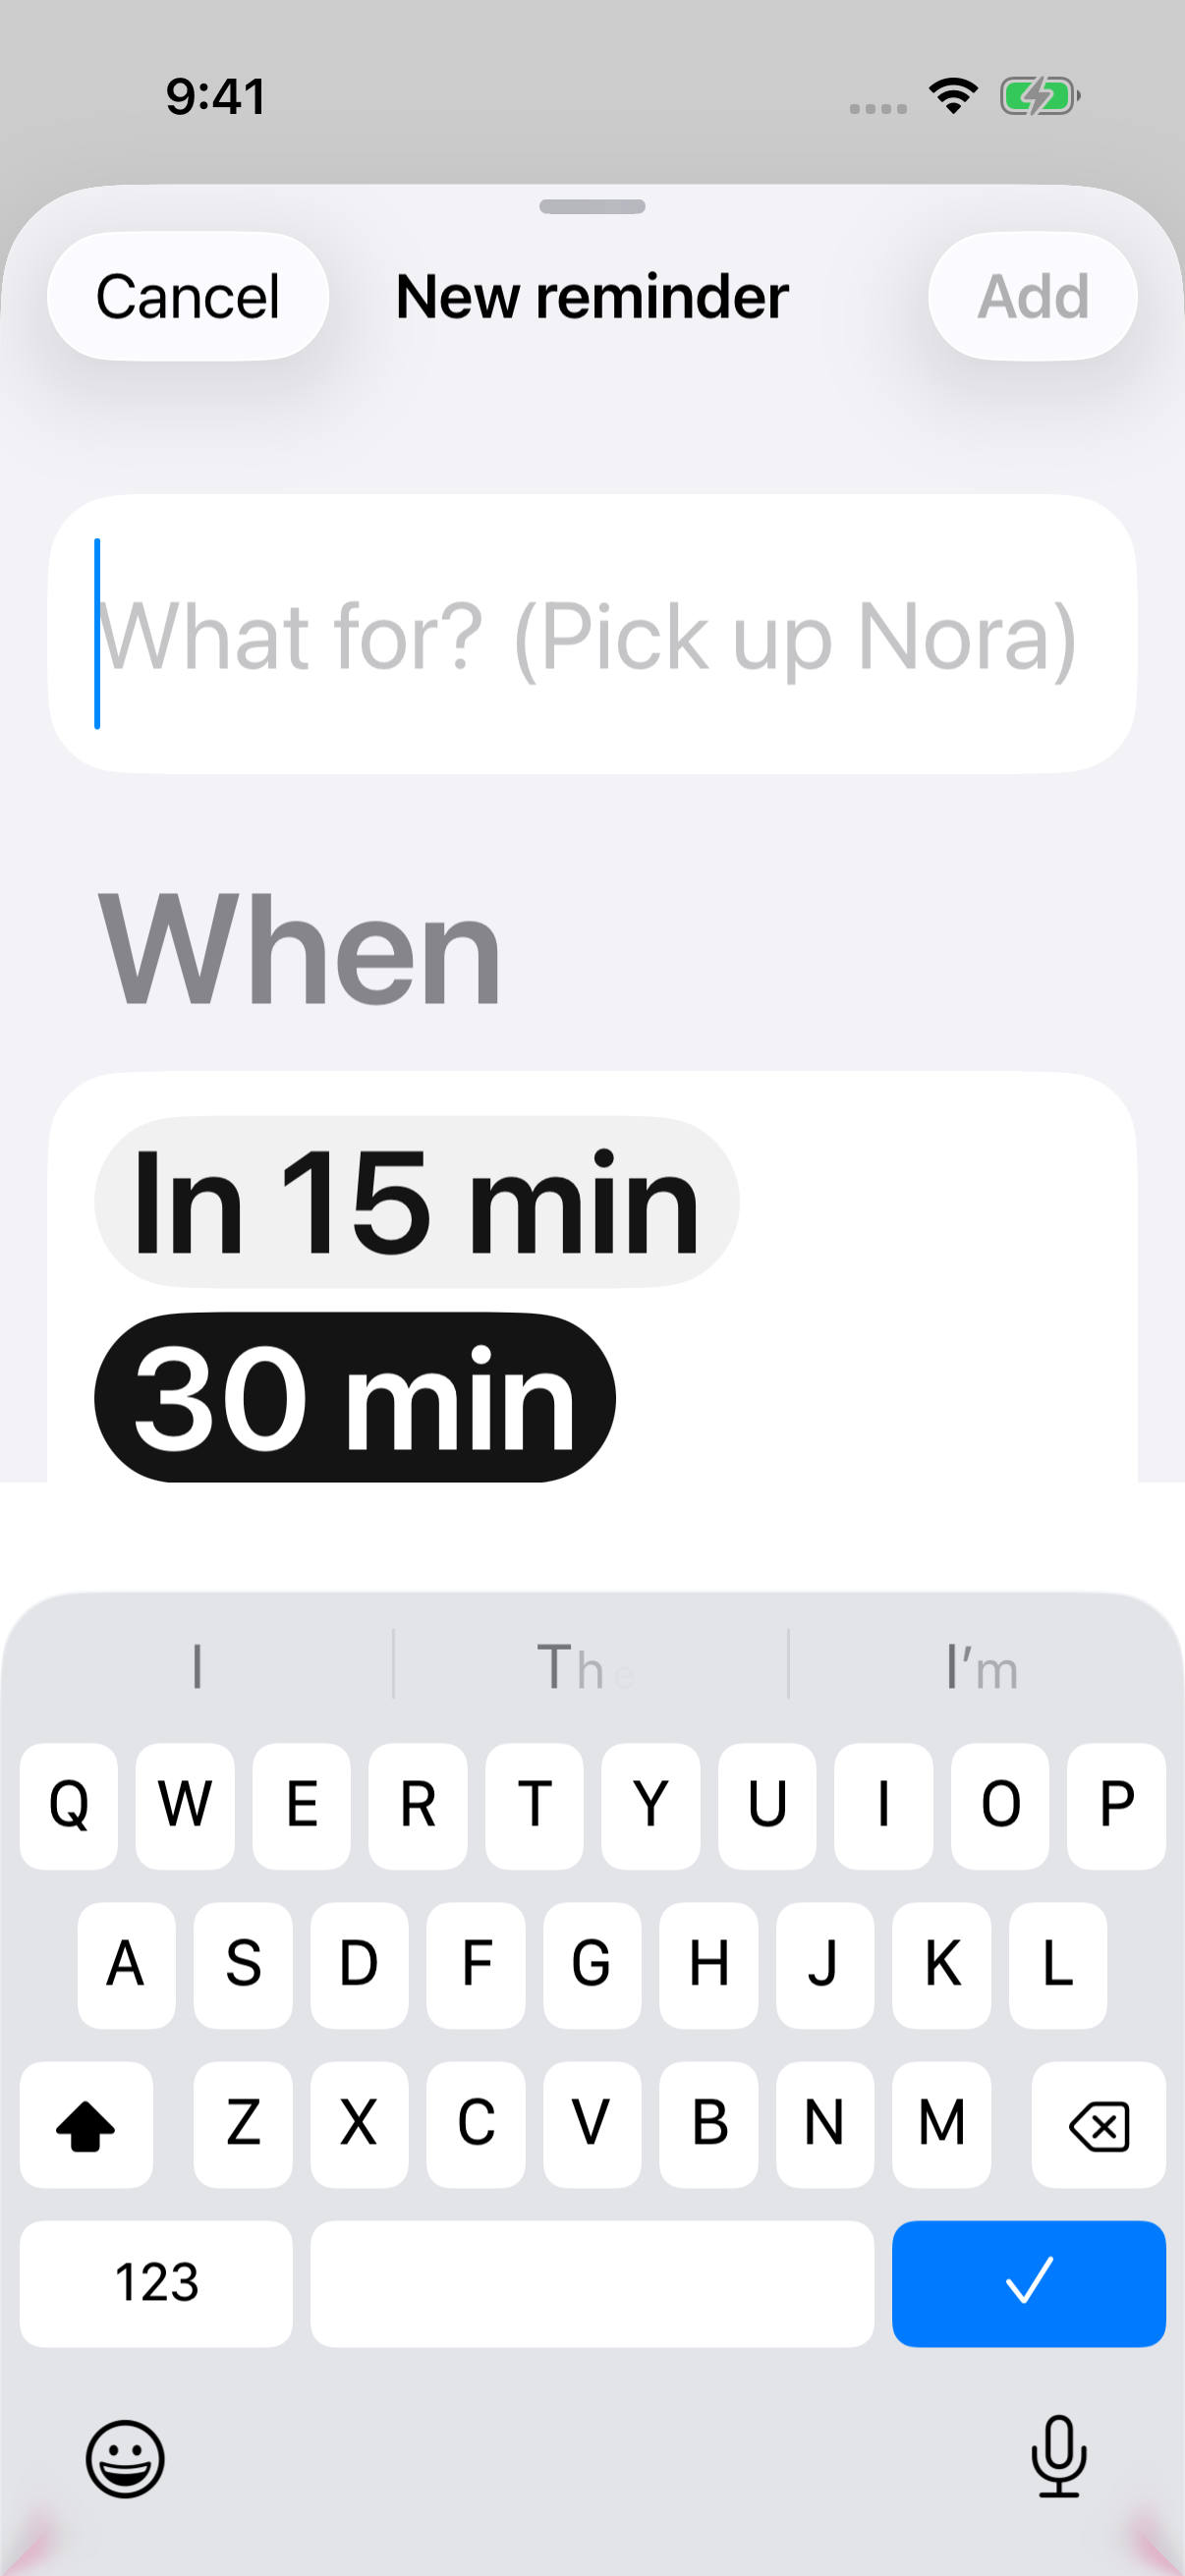 9:41
Cancel New reminder Add
What for? (Pick up Nora)
When
In 15 min
30 min
I The I’m
Q W E R T Y U I O P
A S D F G H J K L
Z X C V B N M
123